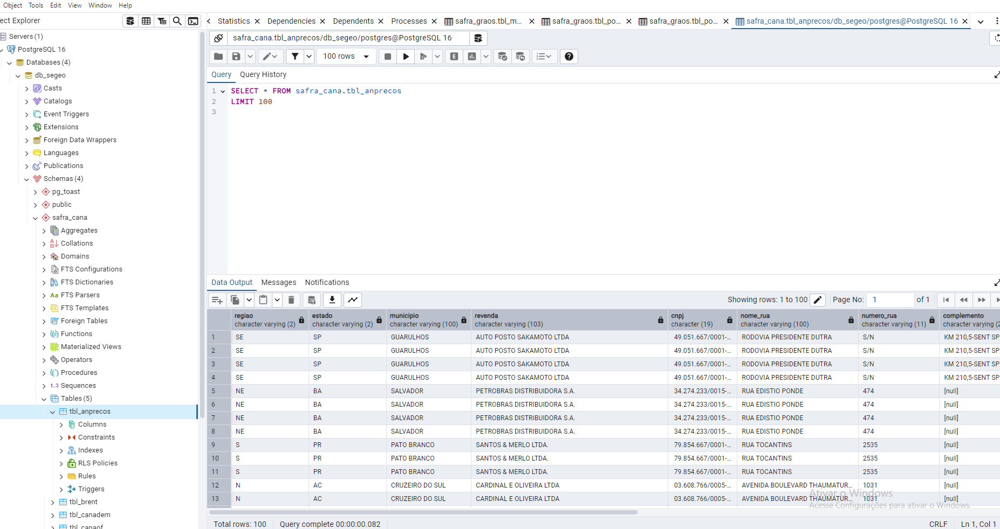 Object Tools Edit View Window Help
ect Explorer
Statistics Dependencies Dependents Processes safra_graos.tbl_m... safra_graos.tbl_po... safra_graos.tbl_po... safra_cana.tbl_anprecos/db_segeo/postgres@PostgreSQL 16
Servers (1)
PostgreSQL 16
Databases (4)
db_segeo
Casts
Catalogs
Event Triggers
Extensions
Foreign Data Wrappers
Languages
Publications
Schemas (4)
pg_toast
public
safra_cana
Aggregates
Collations
Domains
FTS Configurations
FTS Dictionaries
Aa FTS Parsers
FTS Templates
Foreign Tables
Functions
Materialized Views
Operators
Procedures
1..3 Sequences
Tables (5)
tbl_anprecos
Columns
Constraints
Indexes
RLS Policies
Rules
Triggers
tbl_brent
tbl_canadem
tbl_canaof
safra_cana.tbl_anprecos/db_segeo/postgres@PostgreSQL 16
100 rows E
Query Query History
1 SELECT * FROM safra_cana.tbl_anprecos
2 LIMIT 100
3
Data Output Messages Notifications
Showing rows: 1 to 100 Page No: 1 of 1
regiao estado municipio revenda cnpj nome_rua numero_rua complemento
character varying (2) character varying (2) character varying (100) character varying (103) character (19) character varying (100) character varying (11) character varying (2
1 SE SP GUARULHOS AUTO POSTO SAKAMOTO LTDA 49.051.667/0001-... RODOVIA PRESIDENTE DUTRA S/N KM 210,5-SENT SP
2 SE SP GUARULHOS AUTO POSTO SAKAMOTO LTDA 49.051.667/0001-... RODOVIA PRESIDENTE DUTRA S/N KM 210,5-SENT SP
3 SE SP GUARULHOS AUTO POSTO SAKAMOTO LTDA 49.051.667/0001-... RODOVIA PRESIDENTE DUTRA S/N KM 210,5-SENT SP
4 SE SP GUARULHOS AUTO POSTO SAKAMOTO LTDA 49.051.667/0001-... RODOVIA PRESIDENTE DUTRA S/N KM 210,5-SENT SP
5 NE BA SALVADOR PETROBRAS DISTRIBUIDORA S.A. 34.274.233/0015-... RUA EDISTIO PONDE 474 [null]
6 NE BA SALVADOR PETROBRAS DISTRIBUIDORA S.A. 34.274.233/0015-... RUA EDISTIO PONDE 474 [null]
7 NE BA SALVADOR PETROBRAS DISTRIBUIDORA S.A. 34.274.233/0015-... RUA EDISTIO PONDE 474 [null]
8 NE BA SALVADOR PETROBRAS DISTRIBUIDORA S.A. 34.274.233/0015-... RUA EDISTIO PONDE 474 [null]
9 S PR PATO BRANCO SANTOS & MERLO LTDA. 79.854.667/0001-... RUA TOCANTINS 2535 [null]
10 S PR PATO BRANCO SANTOS & MERLO LTDA. 79.854.667/0001-... RUA TOCANTINS 2535 [null]
11 S PR PATO BRANCO SANTOS & MERLO LTDA. 79.854.667/0001-... RUA TOCANTINS 2535 [null]
12 N AC CRUZEIRO DO SUL CARDINAL E OLIVEIRA LTDA 03.608.766/0005-... AVENIDA BOULEVARD THAUMATUR... 1031 [null]
13 N AC CRUZEIRO DO SUL CARDINAL E OLIVEIRA LTDA 03.608.766/0005-... AVENIDA BOULEVARD THAUMATUR... 1031 [null]
Ativar o Windows
Acesse Configurações para ativar o Windows.
Total rows: 100 Query complete 00:00:00.082 CRLF Ln 1, Col 1